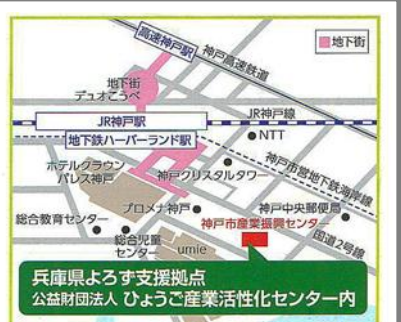 高速神戸駅
神戸高速鉄道
地下街
地下街
デュオこうべ
JR神戸駅
JR神戸線
地下鉄ハーバーランド駅
NTT
神戸市営地下鉄海岸線
ホテルクラウン
パレス神戸
神戸クリスタルタワー
プロメナ神戸
神戸中央郵便局
総合教育センター
神戸市産業振興センター
総合児童
センター
umie
国道2号線
兵庫県よろず支援拠点
公益財団法人 ひょうご産業活性化センター内